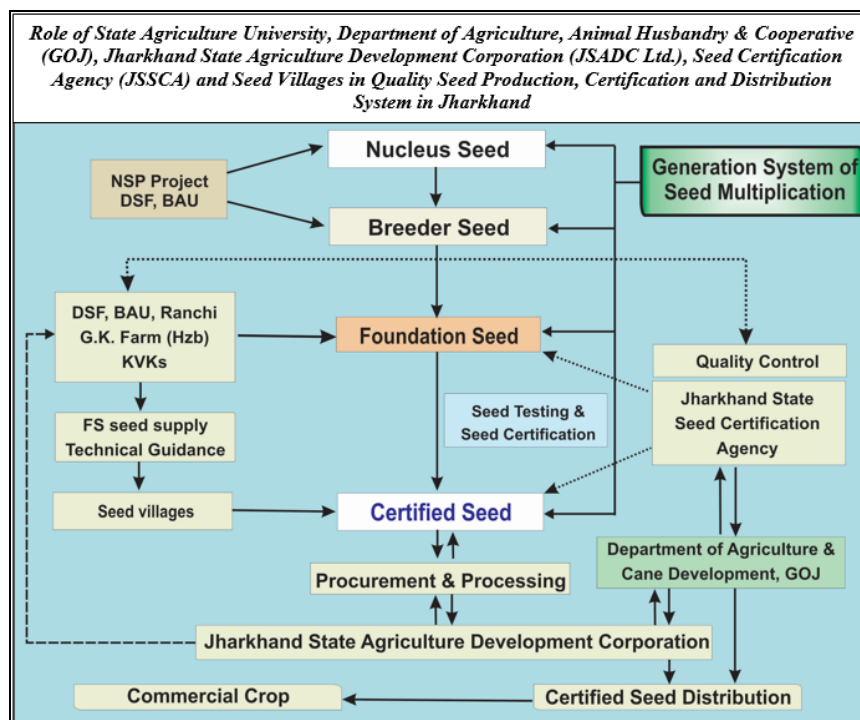 Role of State Agriculture University, Department of Agriculture, Animal Husbandry & Cooperative
(GOJ), Jharkhand State Agriculture Development Corporation (JSADC Ltd.), Seed Certification
Agency (JSSCA) and Seed Villages in Quality Seed Production, Certification and Distribution
System in Jharkhand
Nucleus Seed
Generation System of
Seed Multiplication
NSP Project
DSF, BAU
Breeder Seed
DSF, BAU, Ranchi
G.K. Farm (Hzb)
KVKs
Foundation Seed
Quality Control
Jharkhand State
Seed Certification
Agency
Seed Testing &
Seed Certification
FS seed supply
Technical Guidance
Seed villages
Certified Seed
Department of Agriculture &
Cane Development, GOJ
Procurement & Processing
Jharkhand State Agriculture Development Corporation
Commercial Crop
Certified Seed Distribution